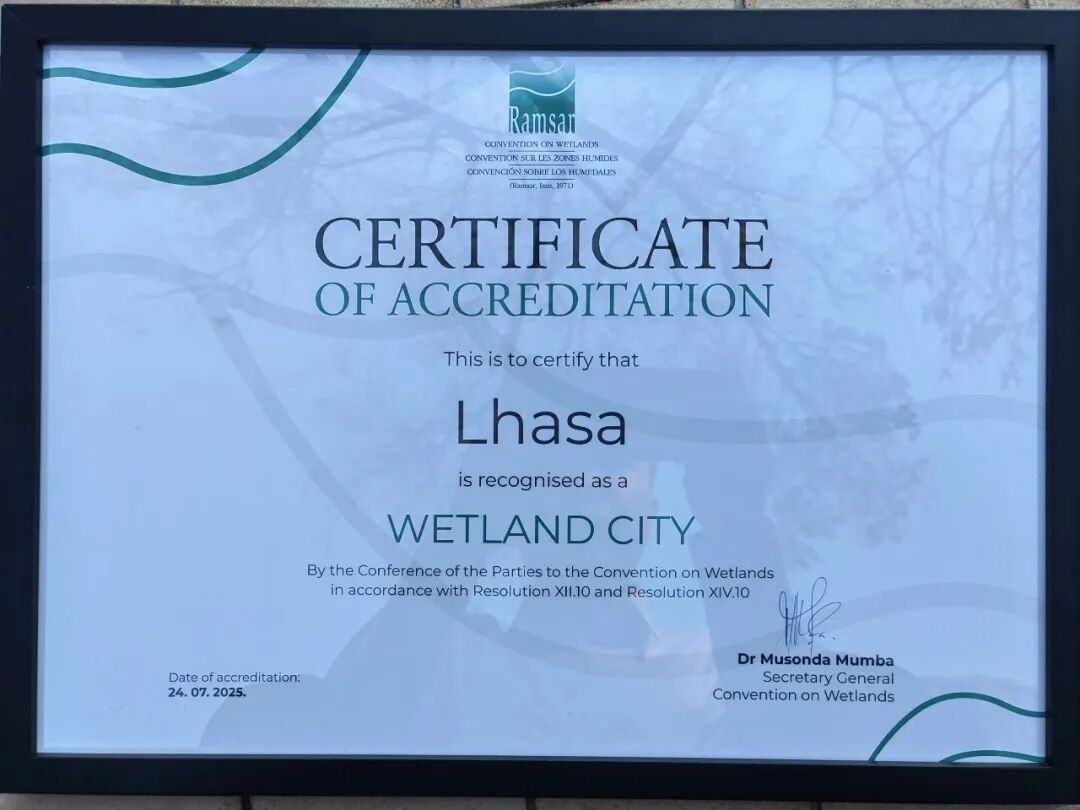 Ramsar
CONVENTION ON WETLANDS
CONVENTION SUR LES ZONES HUMIDES
CONVENCIÓN SOBRE LOS HUMEDALES
(Ramsar, Iran, 1971)
CERTIFICATE
OF ACCREDITATION
This is to certify that
Lhasa
is recognised as a
WETLAND CITY
By the Conference of the Parties to the Convention on Wetlands
in accordance with Resolution XII.10 and Resolution XIV.10
Dr Musonda Mumba
Secretary General
Convention on Wetlands
Date of accreditation:
24. 07. 2025.